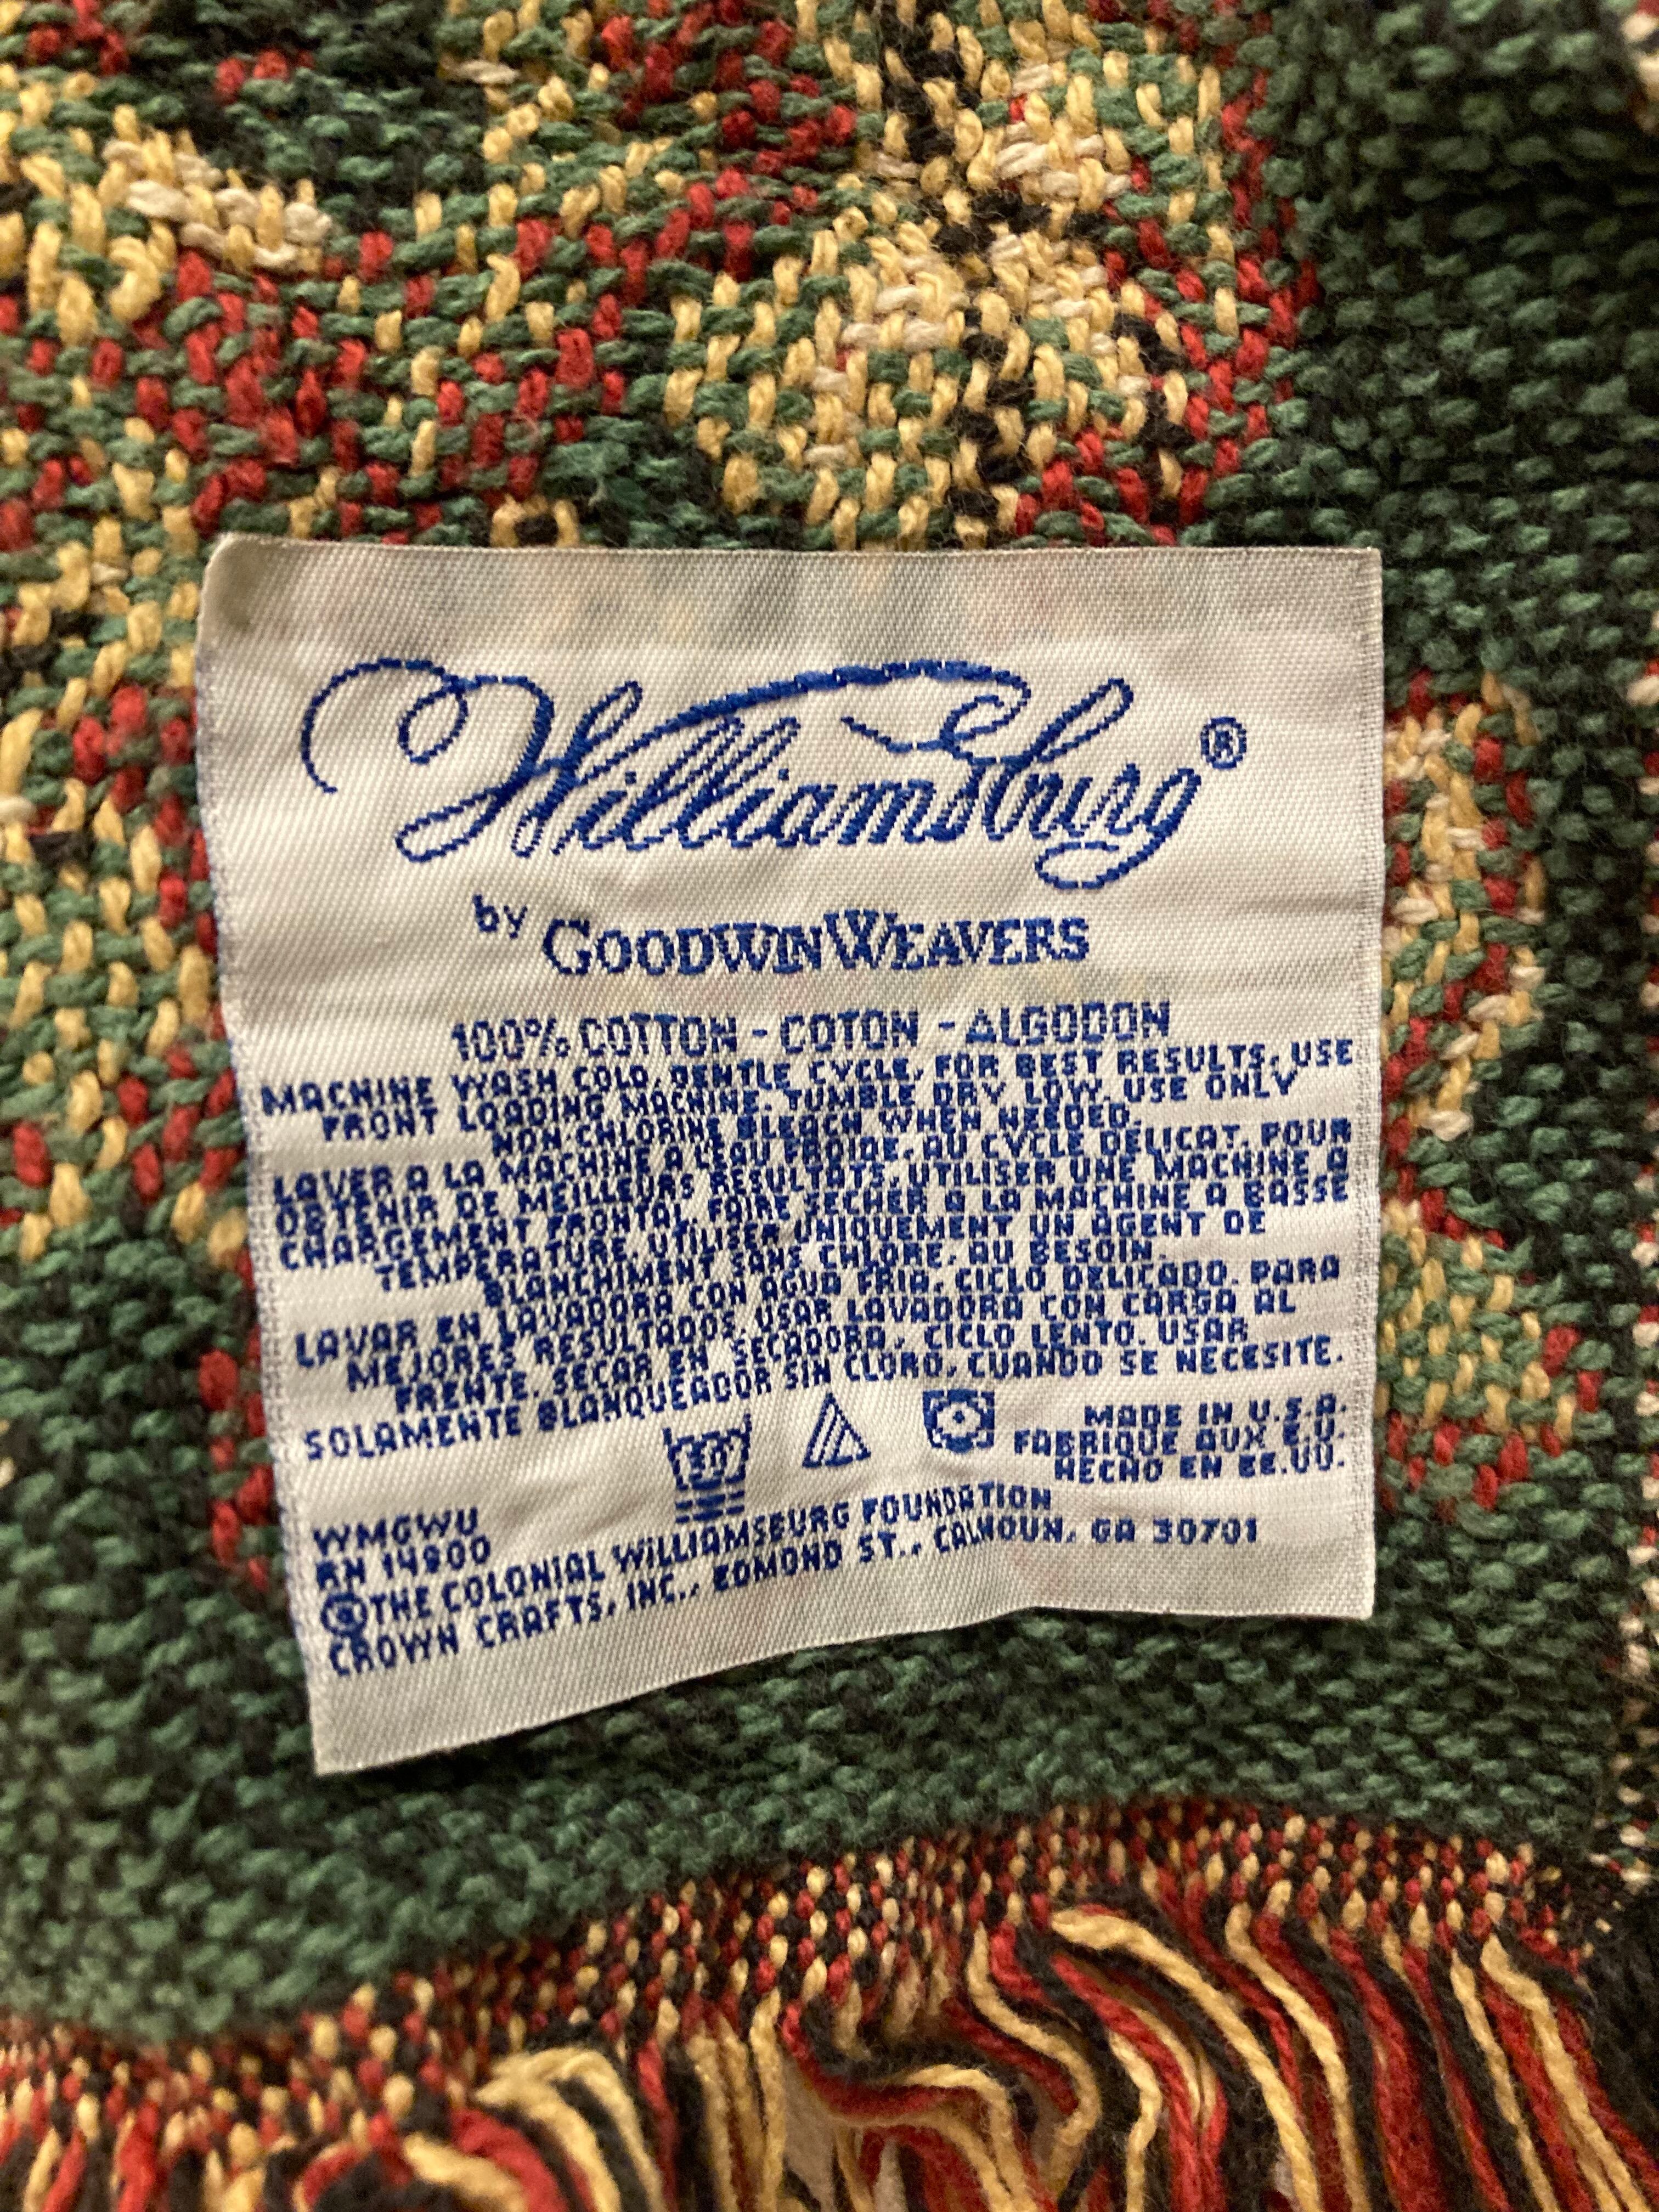 Williamsburg®
by GOODWIN WEAVERS
100% COTTON - COTON - ALGODON
MACHINE WASH COLD, GENTLE CYCLE, FOR BEST RESULTS, USE
FRONT LOADING MACHINE. TUMBLE DRY LOW. USE ONLY
NON-CHLORINE BLEACH WHEN NEEDED.
LAVER A LA MACHINE A L'EAU FROIDE, AU CYCLE DELICAT. POUR
OBTENIR DE MEILLEURS RESULTATS, UTILISER UNE MACHINE A
CHARGEMENT FRONTAL. FAIRE SECHER A LA MACHINE A BASSE
TEMPERATURE. UTILISER UNIQUEMENT UN AGENT DE
BLANCHIMENT SANS CHLORE, AU BESOIN.
LAVAR EN LAVADORA CON AGUA FRIA, CICLO DELICADO. PARA
MEJORES RESULTADOS, USAR LAVADORA CON CARGA AL
FRENTE. SECAR EN SECADORA, CICLO LENTO. USAR
SOLAMENTE BLANQUEADOR SIN CLORO, CUANDO SE NECESITE.
30
MADE IN U.S.A.
FABRIQUE AUX E.U.
HECHO EN EE.UU.
WMGWU
RN 14900
®THE COLONIAL WILLIAMSBURG FOUNDATION
CROWN CRAFTS, INC., EDMOND ST., CALHOUN, GA 30701